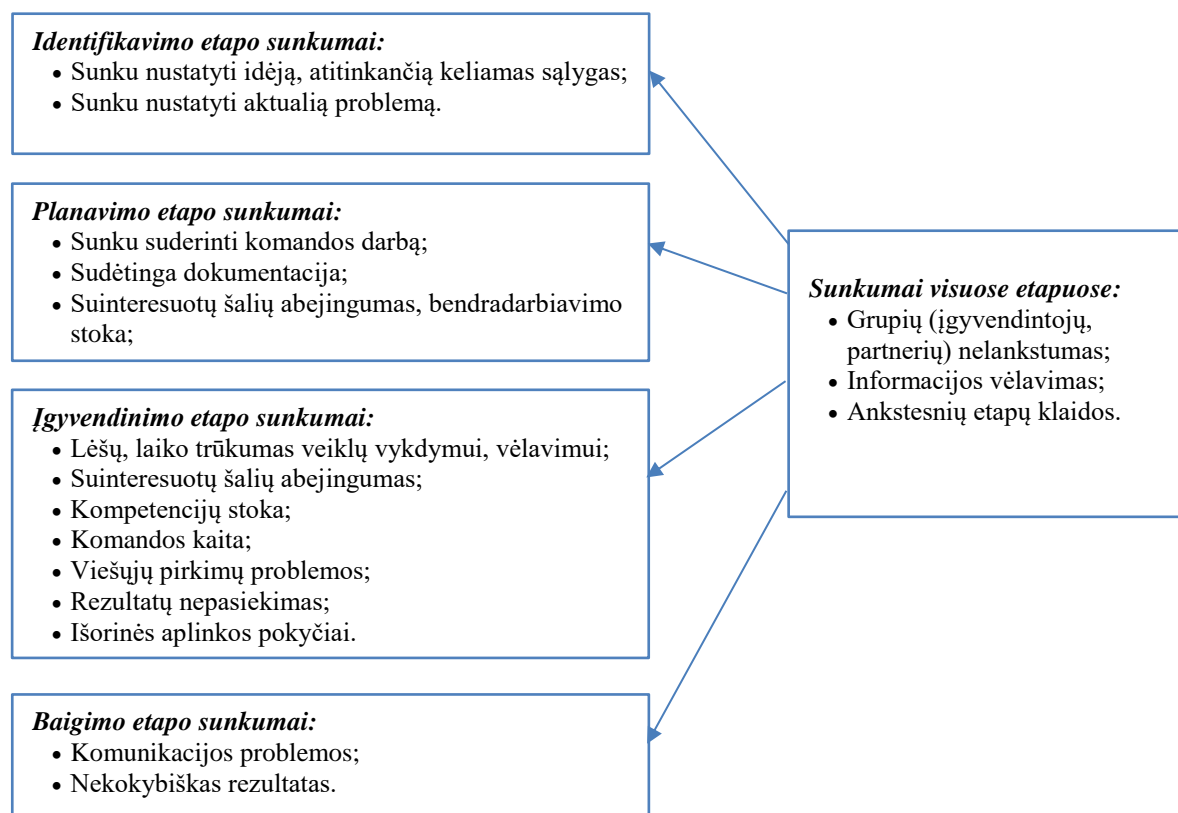 Identifikavimo etapo sunkumai:
• Sunku nustatyti idėją, atitinkančią keliamas sąlygas;
• Sunku nustatyti aktualią problemą.
Planavimo etapo sunkumai:
• Sunku suderinti komandos darbą;
• Sudėtinga dokumentacija;
• Suinteresuotų šalių abejingumas, bendradarbiavimo
stoka;
Įgyvendinimo etapo sunkumai:
• Lėšų, laiko trūkumas veiklų vykdymui, vėlavimui;
• Suinteresuotų šalių abejingumas;
• Kompetencijų stoka;
• Komandos kaita;
• Viešųjų pirkimų problemos;
• Rezultatų nepasiekimas;
• Išorinės aplinkos pokyčiai.
Baigimo etapo sunkumai:
• Komunikacijos problemos;
• Nekokybiškas rezultatas.
Sunkumai visuose etapuose:
• Grupių (įgyvendintojų,
partnerių) nelankstumas;
• Informacijos vėlavimas;
• Ankstesnių etapų klaidos.